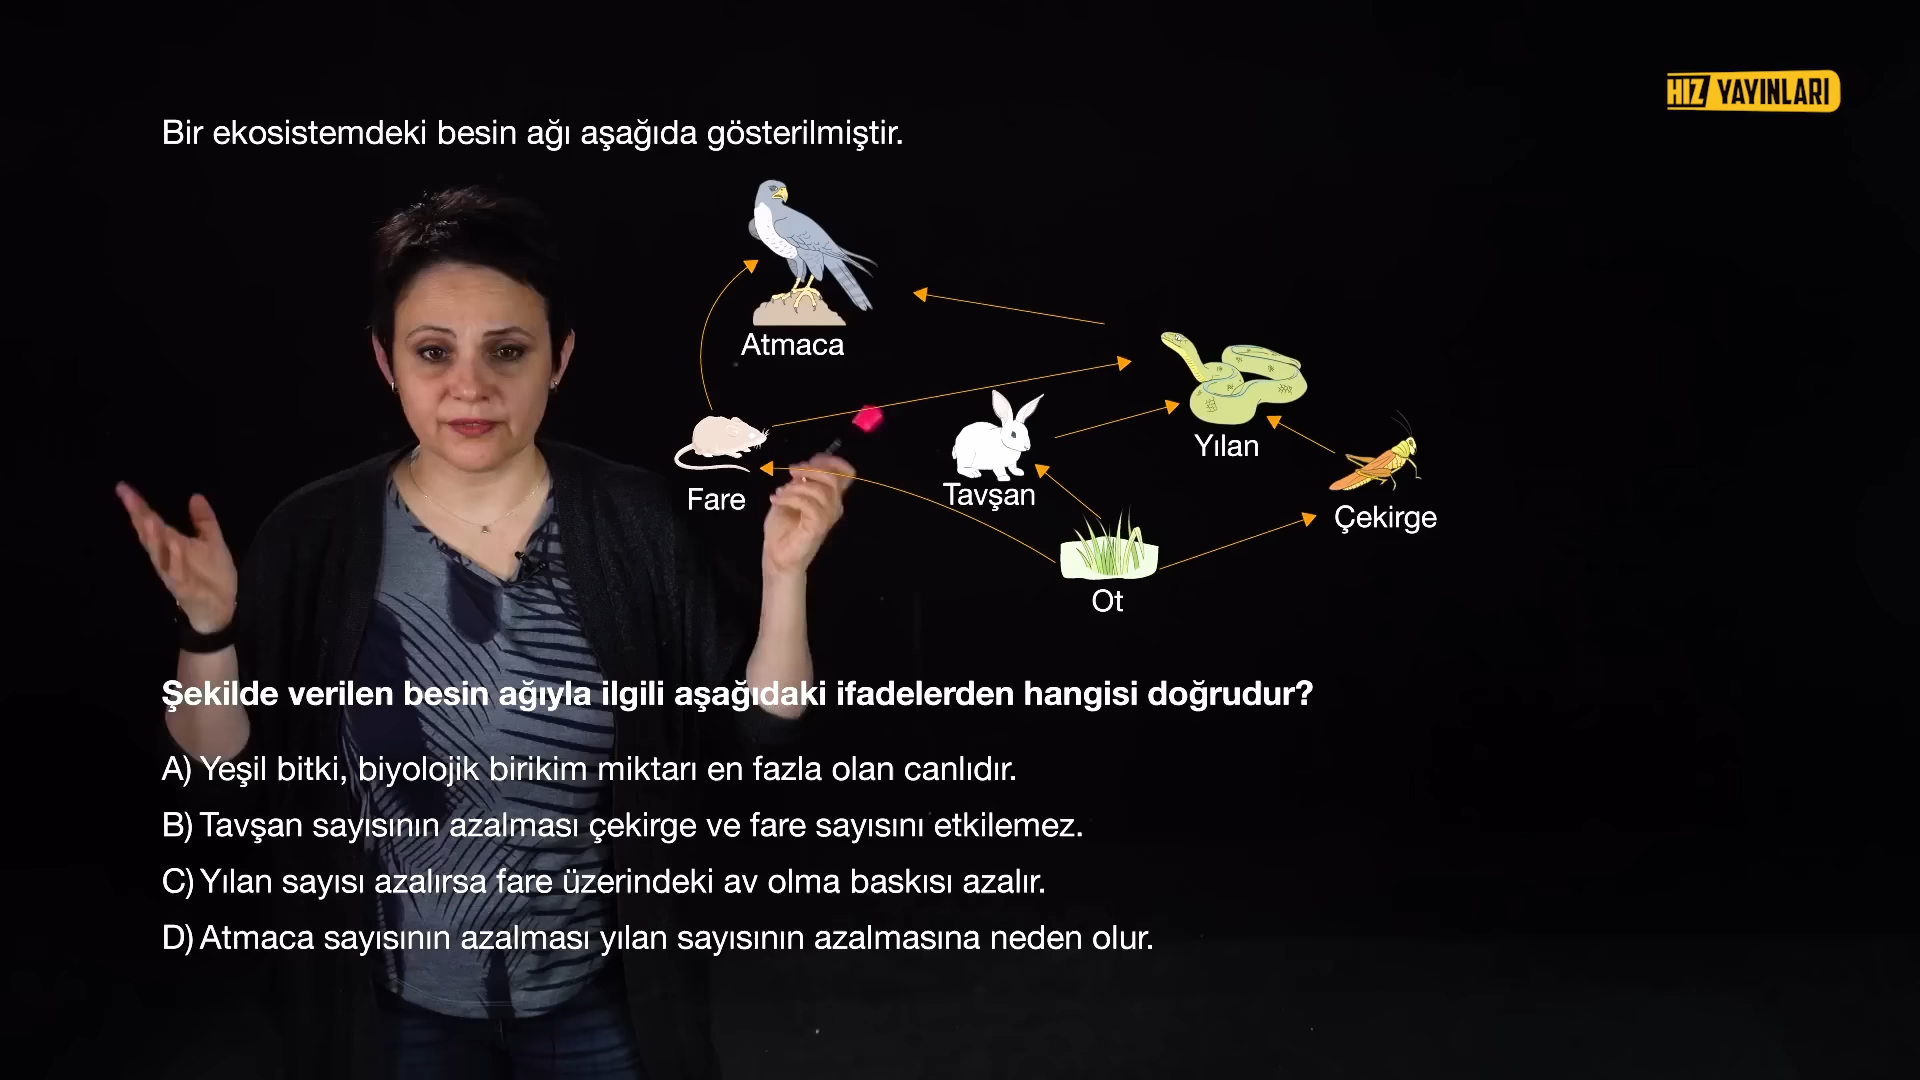 HIZ YAYINLARI
Bir ekosistemdeki besin ağı aşağıda gösterilmiştir.
Atmaca
Yılan
Fare
Tavşan
Çekirge
Ot
Şekilde verilen besin ağıyla ilgili aşağıdaki ifadelerden hangisi doğrudur?
A) Yeşil bitki, biyolojik birikim miktarı en fazla olan canlıdır.
B) Tavşan sayısının azalması çekirge ve fare sayısını etkilemez.
C) Yılan sayısı azalırsa fare üzerindeki av olma baskısı azalır.
D) Atmaca sayısının azalması yılan sayısının azalmasına neden olur.